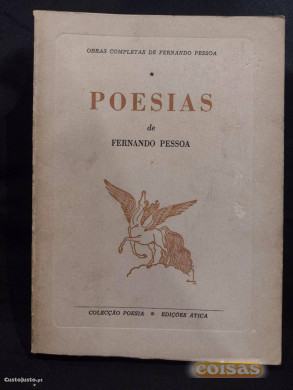 OBRAS COMPLETAS DE FERNANDO PESSOA
POESIAS
de
FERNANDO PESSOA
COLECÇÃO POESIA • EDIÇÕES ÁTICA
Custojusto.pt
coisas